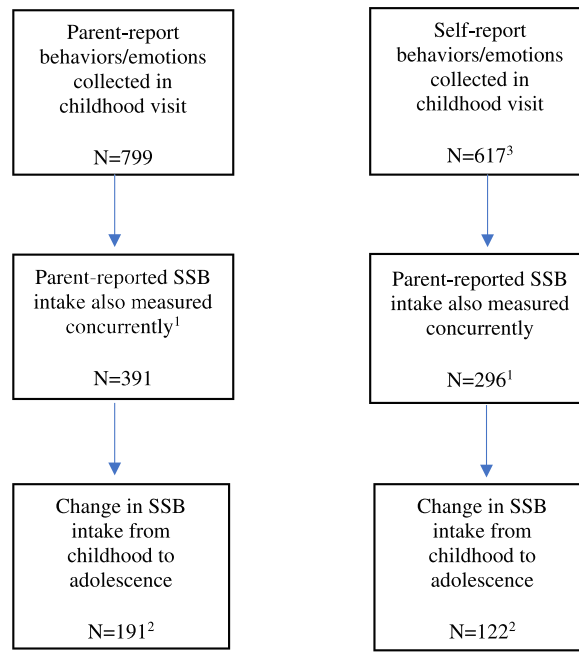 Parent-report
behaviors/emotions
collected in
childhood visit
N=799
Parent-reported SSB
intake also measured
concurrently¹
N=391
Change in SSB
intake from
childhood to
adolescence
N=191²
Self-report
behaviors/emotions
collected in
childhood visit
N=617³
Parent-reported SSB
intake also measured
concurrently
N=296¹
Change in SSB
intake from
childhood to
adolescence
N=122²